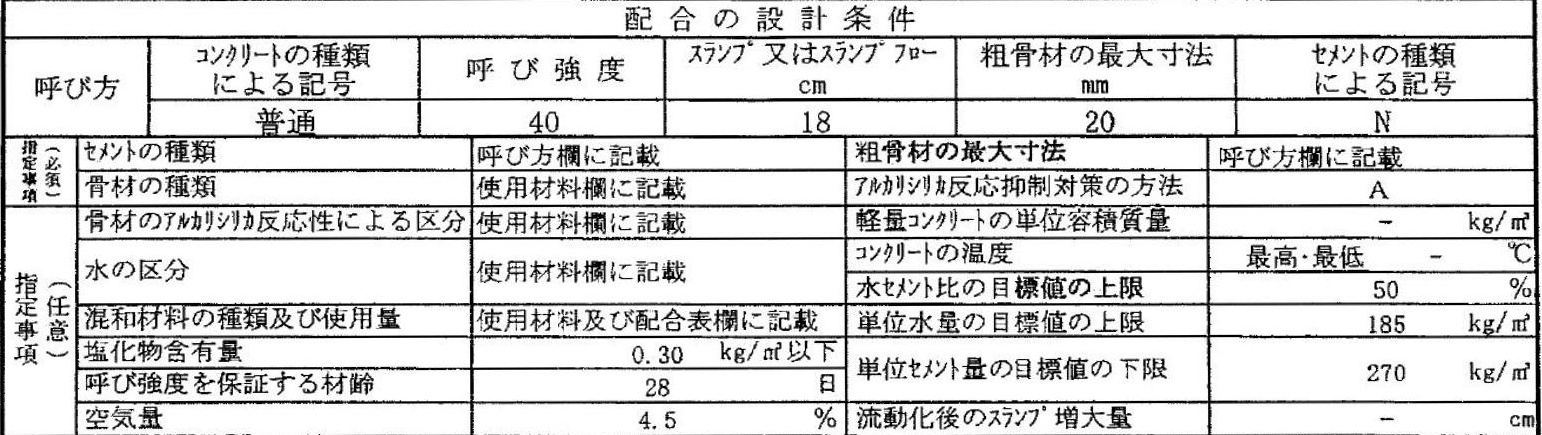 配合の設計条件
呼び方
コンクリートの種類による記号
呼び強度
スランプ又はスランプフロー cm
粗骨材の最大寸法 mm
セメントの種類による記号
普通 40 18 20 N
指定事項(必須)
セメントの種類 呼び方欄に記載 粗骨材の最大寸法 呼び方欄に記載
骨材の種類 使用材料欄に記載 アルカリシリカ反応抑制対策の方法 A
指定事項(任意)
骨材のアルカリシリカ反応性による区分 使用材料欄に記載 軽量コンクリートの単位容積質量 - kg/㎥
水の区分 使用材料欄に記載 コンクリートの温度 最高・最低 - ℃
水セメント比の目標値の上限 50 %
混和材料の種類及び使用量 使用材料及び配合表欄に記載 単位水量の目標値の上限 185 kg/㎥
塩化物含有量 0.30 kg/㎥以下 単位セメント量の目標値の下限 270 kg/㎥
呼び強度を保証する材齢 28 日
空気量 4.5 % 流動化後のスランプ増大量 - cm